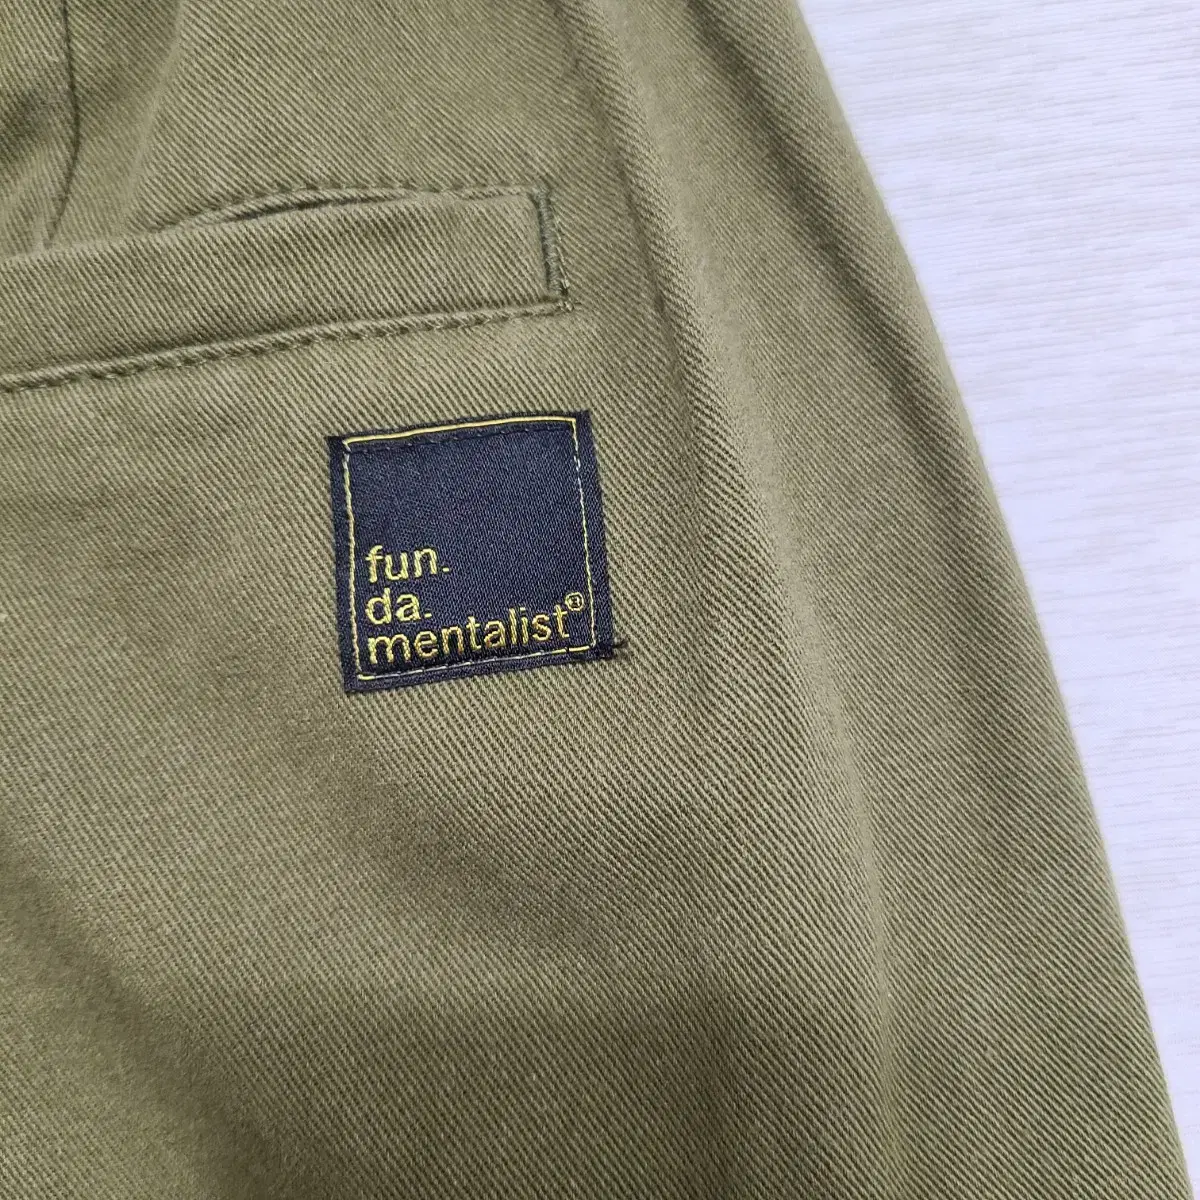 fun.
da.
mentalist®